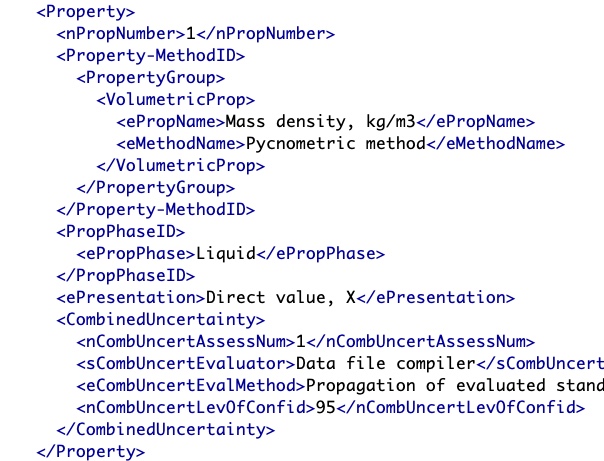 <Property>
<nPropNumber>1</nPropNumber>
<Property-MethodID>
<PropertyGroup>
<VolumetricProp>
<ePropName>Mass density, kg/m3</ePropName>
<eMethodName>Pycnometric method</eMethodName>
</VolumetricProp>
</PropertyGroup>
</Property-MethodID>
<PropPhaseID>
<ePropPhase>Liquid</ePropPhase>
</PropPhaseID>
<ePresentation>Direct value, X</ePresentation>
<CombinedUncertainty>
<nCombUncertAssessNum>1</nCombUncertAssessNum>
<sCombUncertEvaluator>Data file compiler</sCombUncert
<eCombUncertEvalMethod>Propagation of evaluated stand
<nCombUncertLevOfConfid>95</nCombUncertLevOfConfid>
</CombinedUncertainty>
</Property>